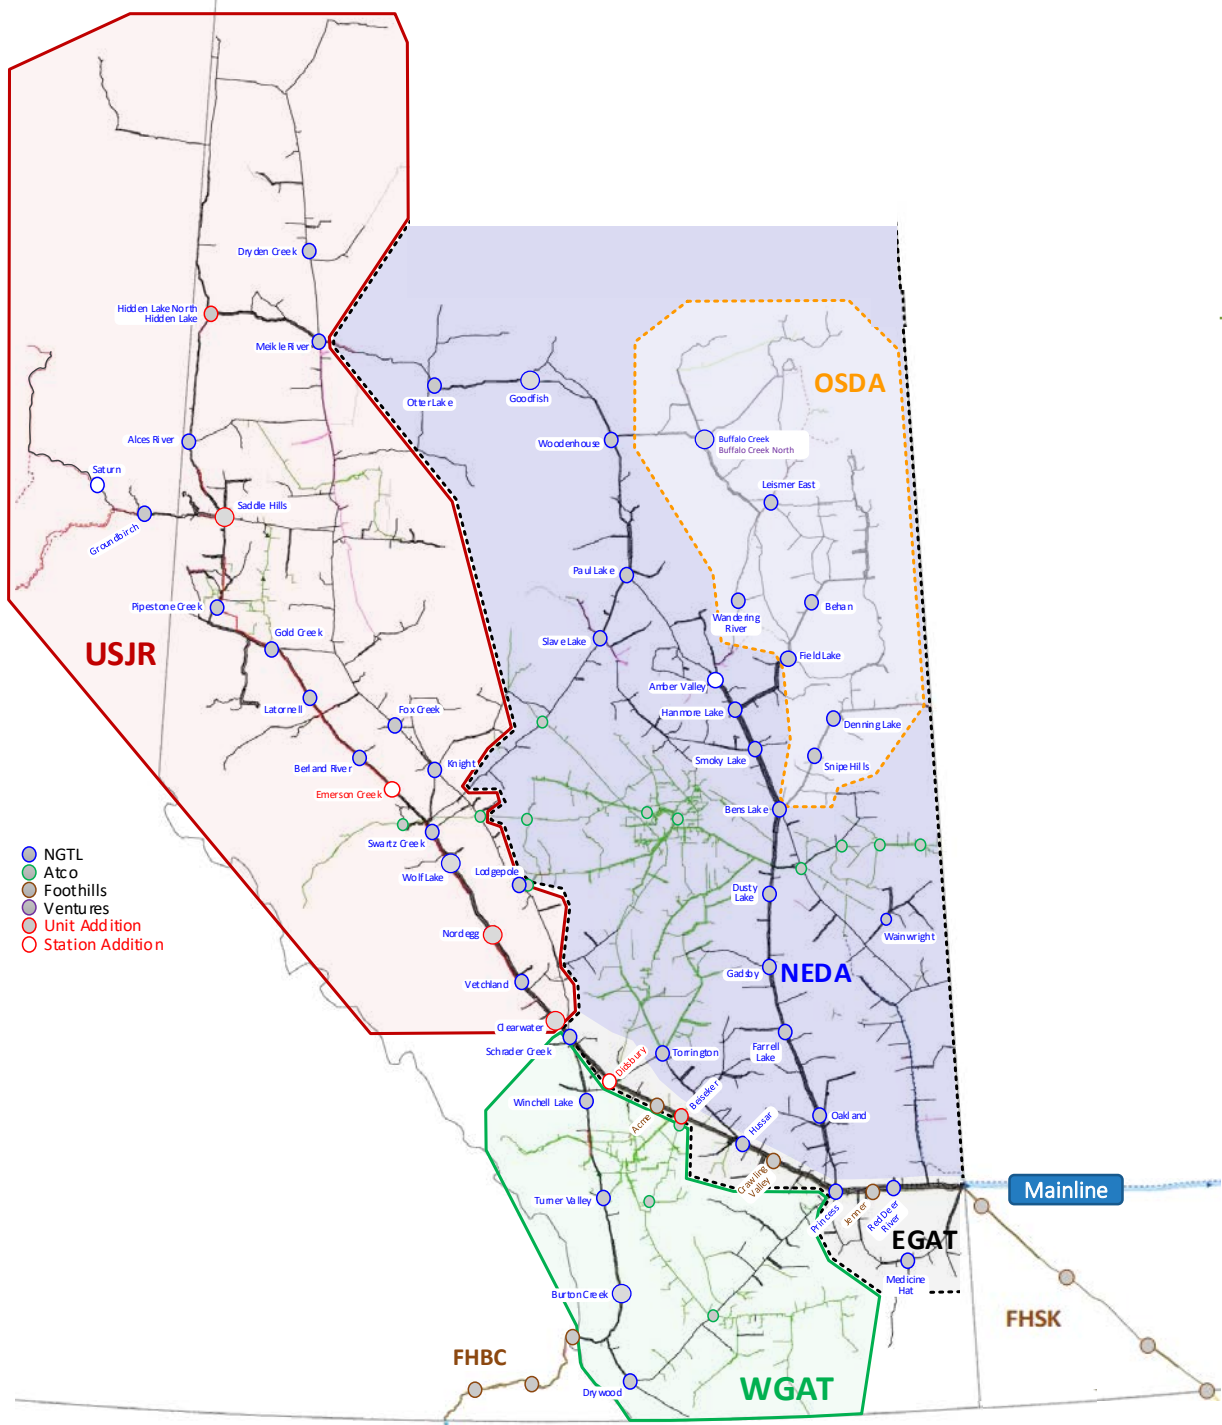 Dryden Creek
Hidden Lake North
Hidden Lake
Meikle River
OSDA
Otter Lake
Goodfish
Alces River
Woodenhouse
Buffalo Creek
Buffalo Creek North
Saturn
Leismer East
Saddle Hills
Groundbirch
Paul Lake
Pipestone Creek
Wandering
River
Behan
Gold Creek
Slave Lake
USJR
Field Lake
Amber Valley
Latornell
Fox Creek
Hanmore Lake
Denning Lake
Berland River
Knight
Smoky Lake
Snipe Hills
Emerson Creek
Bens Lake
Swartz Creek
NGTL
Atco
Foothills
Ventures
Unit Addition
Station Addition
Wolf Lake
Lodgepole
Dusty
Lake
Nordegg
Wainwright
Vetchland
Gadsby
NEDA
Clearwater
Schrader Creek
Didsbury
Torrington
Farrell
Lake
Winchell Lake
Acme
Beiseker
Hussar
Oakland
Crawling
Valley
Turner Valley
Princess
Jenner
Red Deer
River
Mainline
EGAT
Medicine
Hat
Burton Creek
FHSK
FHBC
Drywood
WGAT